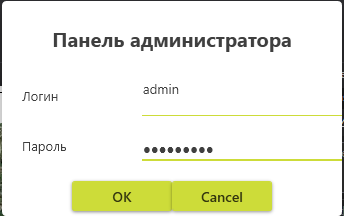 Панель администратора
Логин admin
Пароль •••••••••
OK Cancel